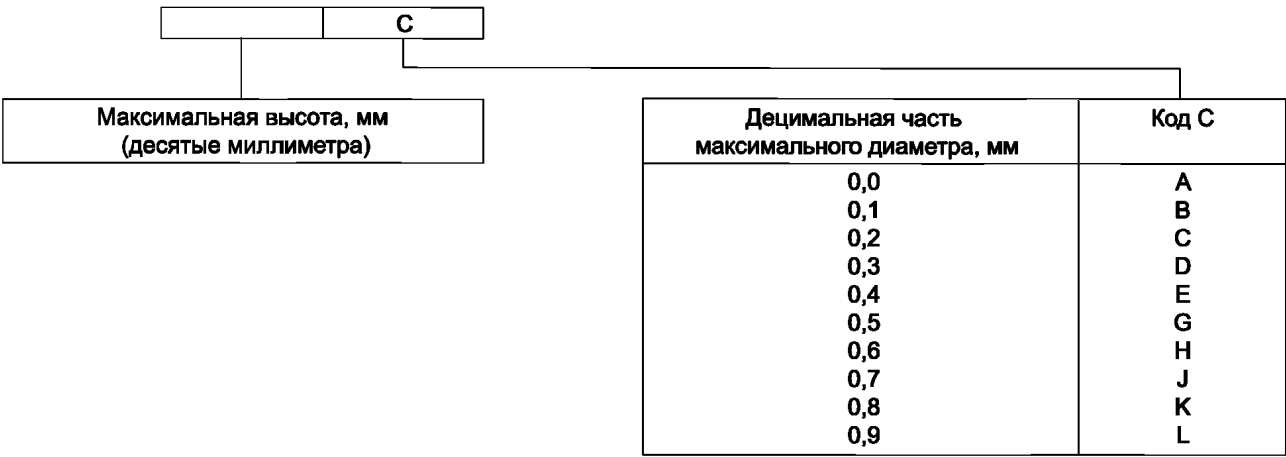 С
Максимальная высота, мм
(десятые миллиметра)
Децимальная часть
максимального диаметра, мм
Код С
0,0 A
0,1 B
0,2 C
0,3 D
0,4 E
0,5 G
0,6 H
0,7 J
0,8 K
0,9 L